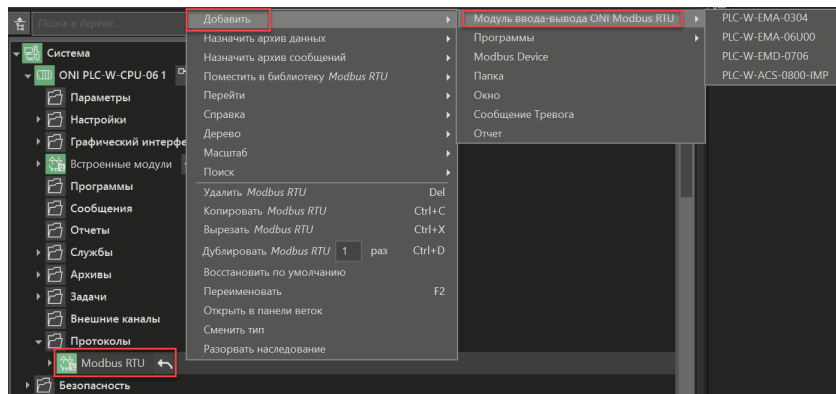 Поиск в дереве...
Система
ONI PLC-W-CPU-06 1
Параметры
Настройки
Графический интерфе
Встроенные модули
Программы
Сообщения
Отчеты
Службы
Архивы
Задачи
Внешние каналы
Протоколы
Modbus RTU
Безопасность
Добавить
Назначить архив данных
Назначить архив сообщений
Поместить в библиотеку Modbus RTU
Перейти
Справка
Дерево
Масштаб
Поиск
Удалить Modbus RTU Del
Копировать Modbus RTU Ctrl+C
Вырезать Modbus RTU Ctrl+X
Дублировать Modbus RTU 1 раз Ctrl+D
Восстановить по умолчанию
Переименовать F2
Открыть в панели веток
Сменить тип
Разорвать наследование
Модуль ввода-вывода ONI Modbus RTU
Программы
Modbus Device
Папка
Окно
Сообщение Тревога
Отчет
PLC-W-EMA-0304
PLC-W-EMA-06U00
PLC-W-EMD-0706
PLC-W-ACS-0800-IMP